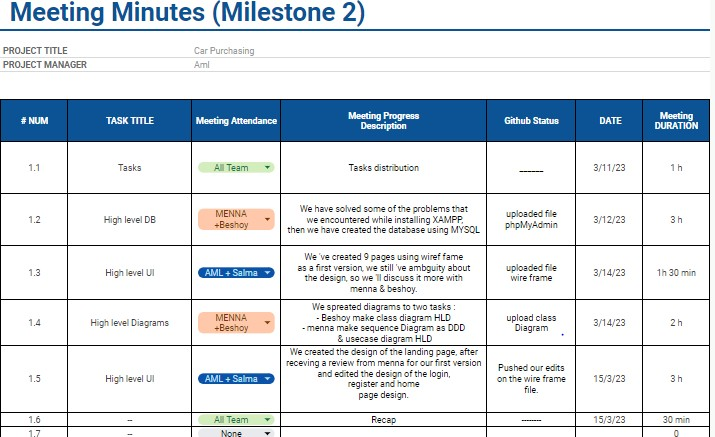 Meeting Minutes (Milestone 2)
PROJECT TITLE Car Purchasing
PROJECT MANAGER Aml
# NUM TASK TITLE Meeting Attendance Meeting Progress Description Github Status DATE Meeting DURATION
1.1 Tasks All Team Tasks distribution ------ 3/11/23 1 h
1.2 High level DB MENNA +Beshoy
We have solved some of the problems that
we encountered while installing XAMPP,
then we have created the database using MYSQL
uploaded file
phpMyAdmin
3/12/23 3 h
1.3 High level UI AML + Salma
We 've created 9 pages using wiref fame
as a first version, we still 've ambguity about
the design, so we 'll discuss it more with
menna & beshoy.
uploaded file
wire frame
3/14/23 1h 30 min
1.4 High level Diagrams MENNA +Beshoy
We spreated diagrams to two tasks :
- Beshoy make class diagram HLD
- menna make sequence Diagram as DDD
& usecase diagram HLD
upload class
Diagram
3/14/23 2 h
1.5 High level UI AML + Salma
We created the design of the landing page, after
receving a review from menna for our first version
and edited the design of the login,
register and home
page design.
Pushed our edits
on the wire frame
file.
15/3/23 3 h
1.6 -- All Team Recap -------- 15/3/23 30 min
1.7 -- None 0